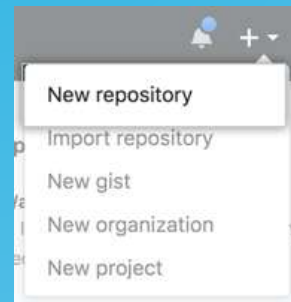 New repository
Import repository
New gist
New organization
New project